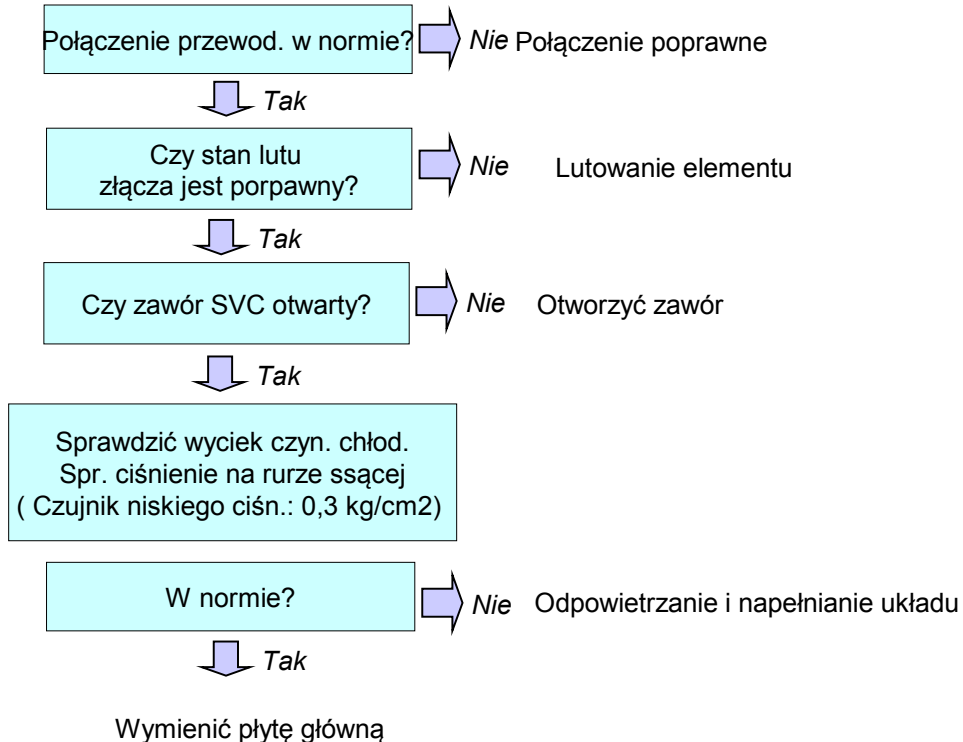 Połączenie przewod. w normie? Nie Połączenie poprawne
Tak
Czy stan lutu
złącza jest porpawny? Nie Lutowanie elementu
Tak
Czy zawór SVC otwarty? Nie Otworzyć zawór
Tak
Sprawdzić wyciek czyn. chłod.
Spr. ciśnienie na rurze ssącej
( Czujnik niskiego ciśn.: 0,3 kg/cm2)
W normie? Nie Odpowietrzanie i napełnianie układu
Tak
Wymienić płytę główną